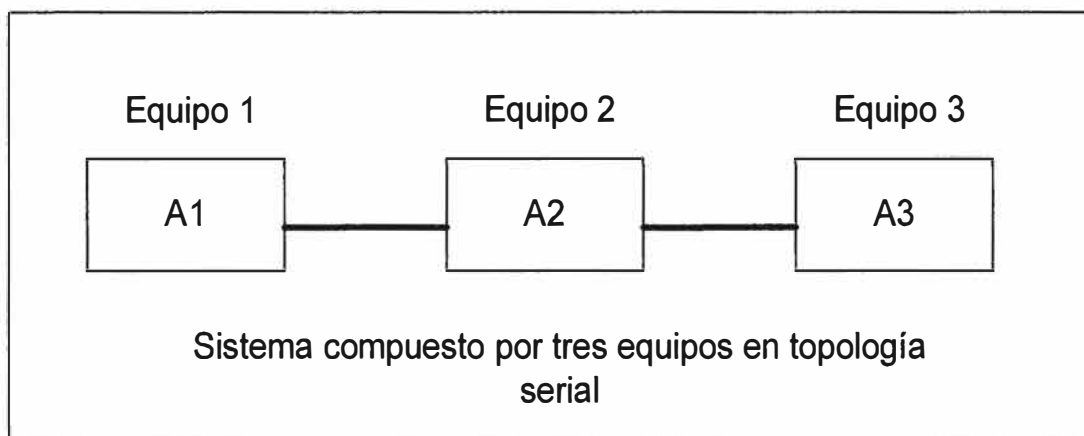 Equipo 1 Equipo 2 Equipo 3
A1 A2 A3
Sistema compuesto por tres equipos en topología
serial